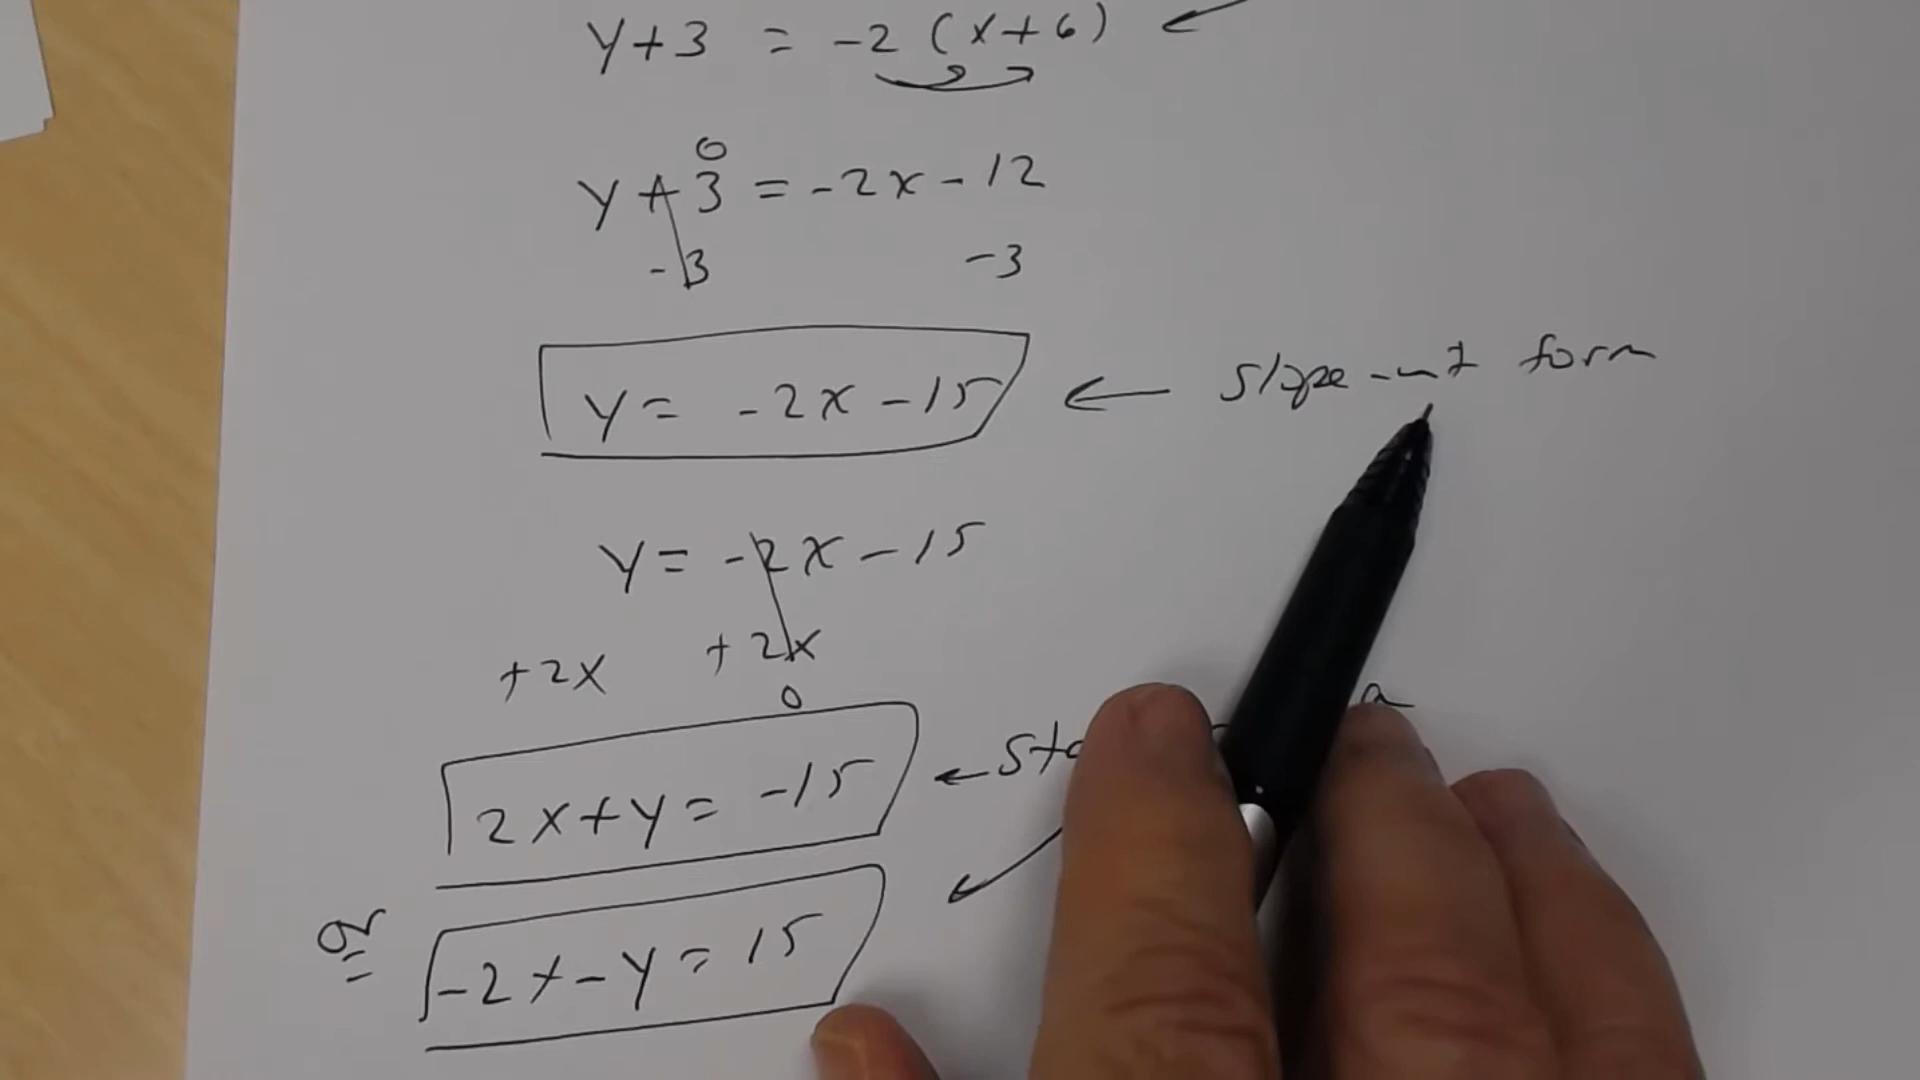 y+3 = -2 (x+6)
0
y+3 = -2x-12
-3 -3
y = -2x-15 ← slope-int form
y = -2x-15
+2x +2x
0
2x+y = -15 ←
or
-2x-y = 15